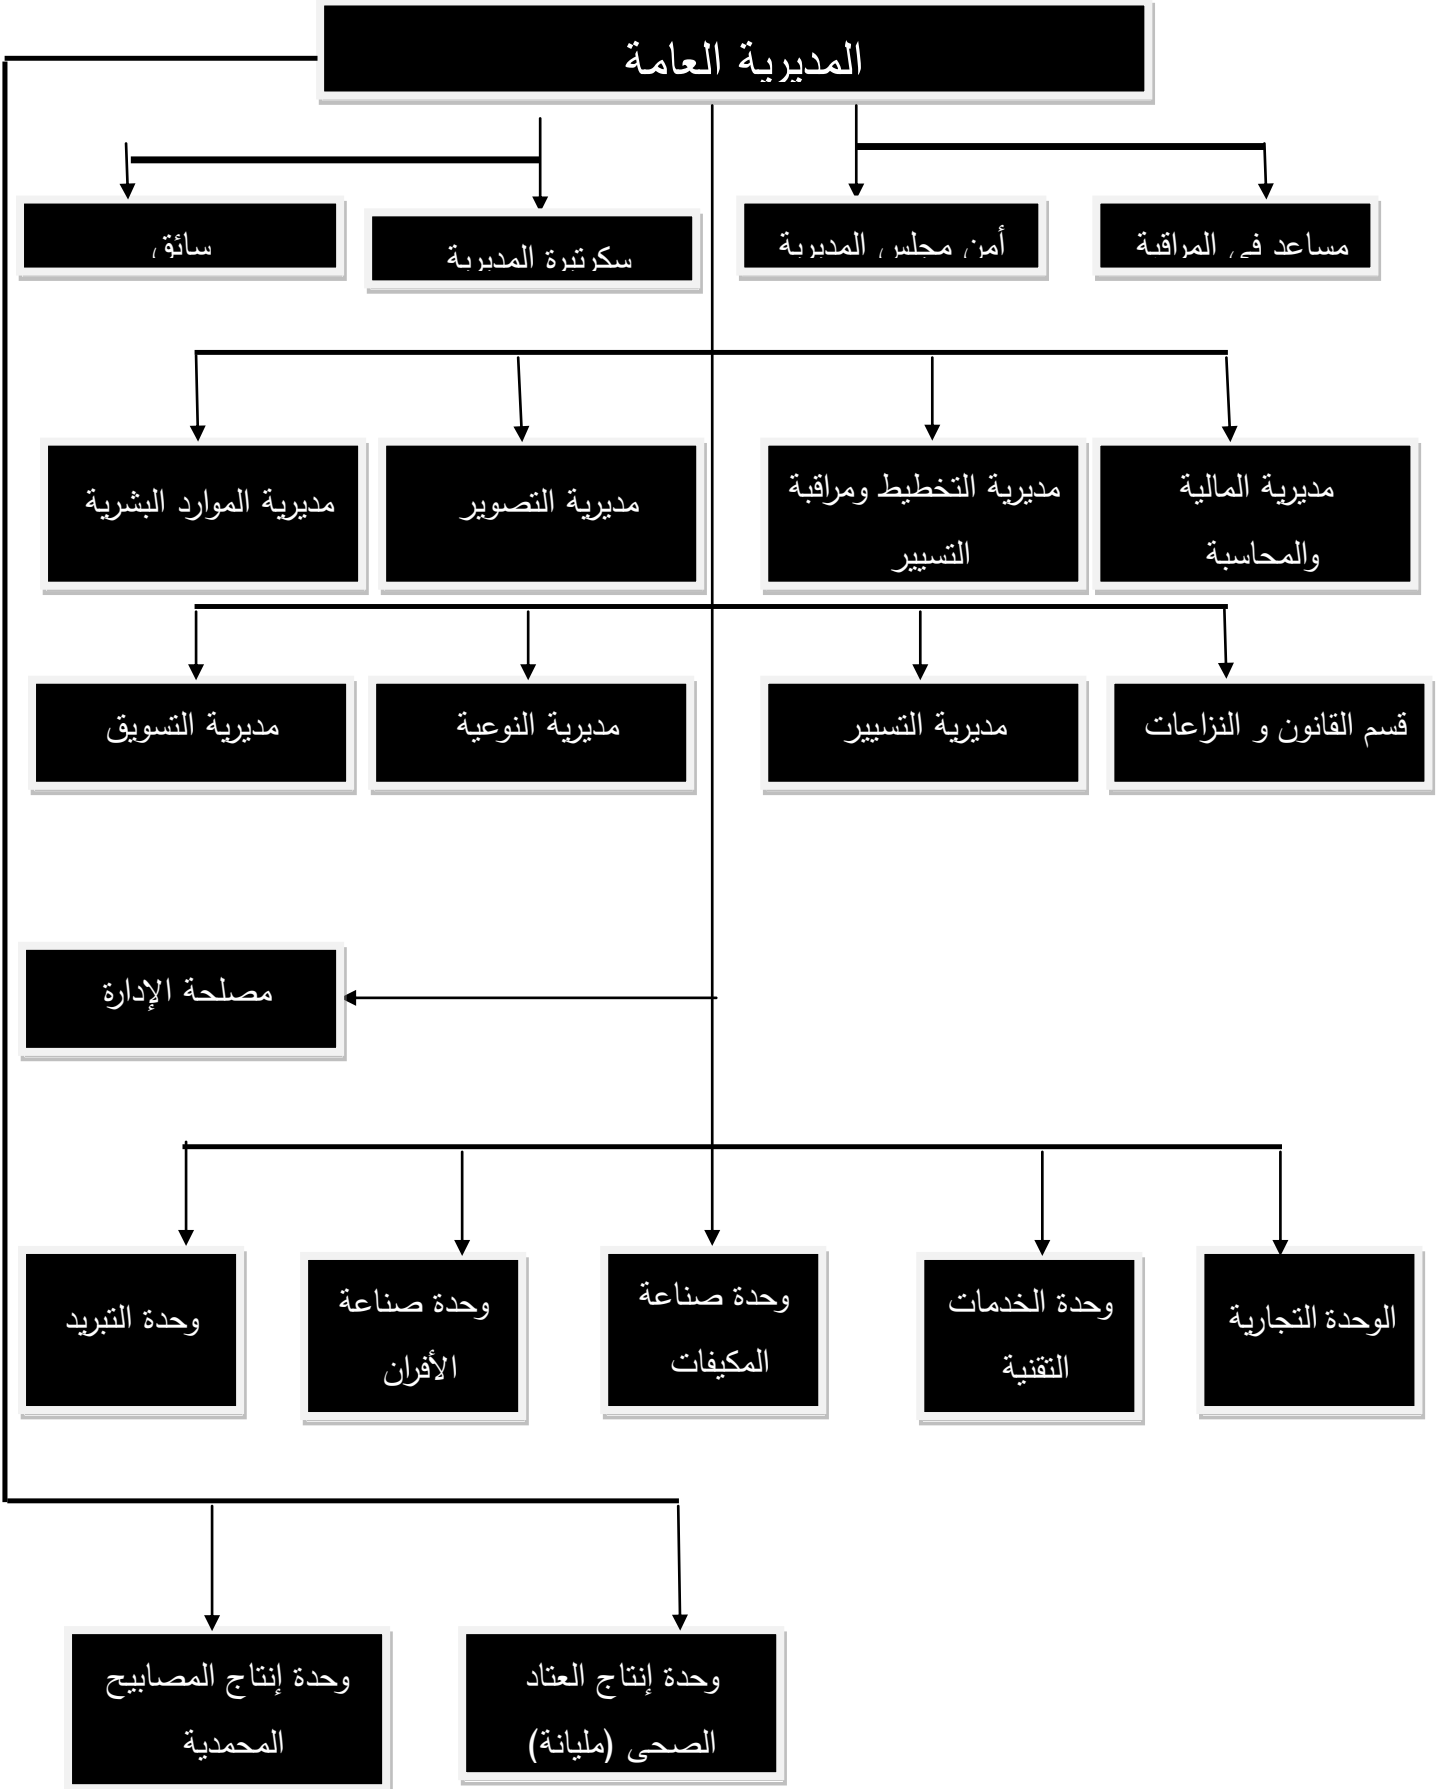 المديرية العامة
مساعد في المراقبة
أمن مجلس المديرية
سكرتيرة المديرية
سائق
مديرية المالية
والمحاسبة
مديرية التخطيط ومراقبة
التسيير
مديرية التصوير
مديرية الموارد البشرية
قسم القانون و النزاعات
مديرية التسيير
مديرية النوعية
مديرية التسويق
مصلحة الإدارة
الوحدة التجارية
وحدة الخدمات
التقنية
وحدة صناعة
المكيفات
وحدة صناعة
الأفران
وحدة التبريد
وحدة إنتاج العتاد
الصحى (مليانة)
وحدة إنتاج المصابيح
المحمدية